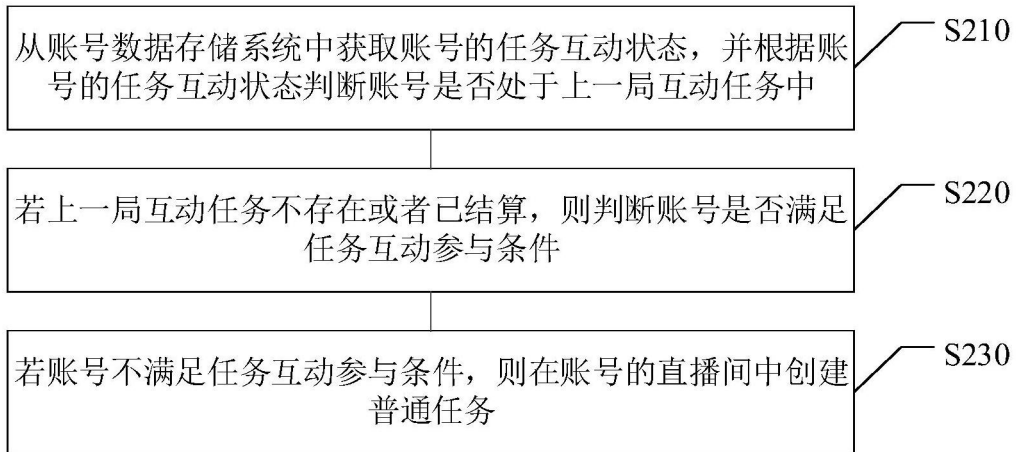 从账号数据存储系统中获取账号的任务互动状态，并根据账
号的任务互动状态判断账号是否处于上一局互动任务中
S210
若上一局互动任务不存在或者已结算，则判断账号是否满足
任务互动参与条件
S220
若账号不满足任务互动参与条件，则在账号的直播间中创建
普通任务
S230